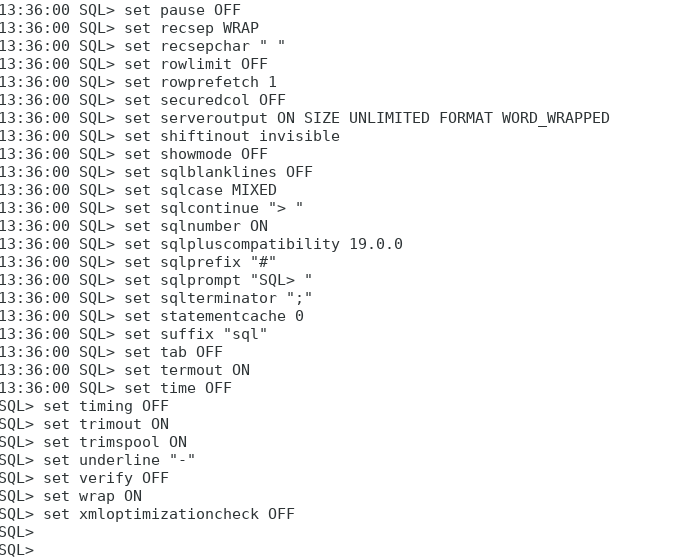 13:36:00 SQL> set pause OFF
13:36:00 SQL> set recsep WRAP
13:36:00 SQL> set recsepchar " "
13:36:00 SQL> set rowlimit OFF
13:36:00 SQL> set rowprefetch 1
13:36:00 SQL> set securedcol OFF
13:36:00 SQL> set serveroutput ON SIZE UNLIMITED FORMAT WORD_WRAPPED
13:36:00 SQL> set shiftinout invisible
13:36:00 SQL> set showmode OFF
13:36:00 SQL> set sqlblanklines OFF
13:36:00 SQL> set sqlcase MIXED
13:36:00 SQL> set sqlcontinue "> "
13:36:00 SQL> set sqlnumber ON
13:36:00 SQL> set sqlpluscompatibility 19.0.0
13:36:00 SQL> set sqlprefix "#"
13:36:00 SQL> set sqlprompt "SQL> "
13:36:00 SQL> set sqlterminator ";"
13:36:00 SQL> set statementcache 0
13:36:00 SQL> set suffix "sql"
13:36:00 SQL> set tab OFF
13:36:00 SQL> set termout ON
13:36:00 SQL> set time OFF
SQL> set timing OFF
SQL> set trimout ON
SQL> set trimspool ON
SQL> set underline "-"
SQL> set verify OFF
SQL> set wrap ON
SQL> set xmloptimizationcheck OFF
SQL>
SQL>